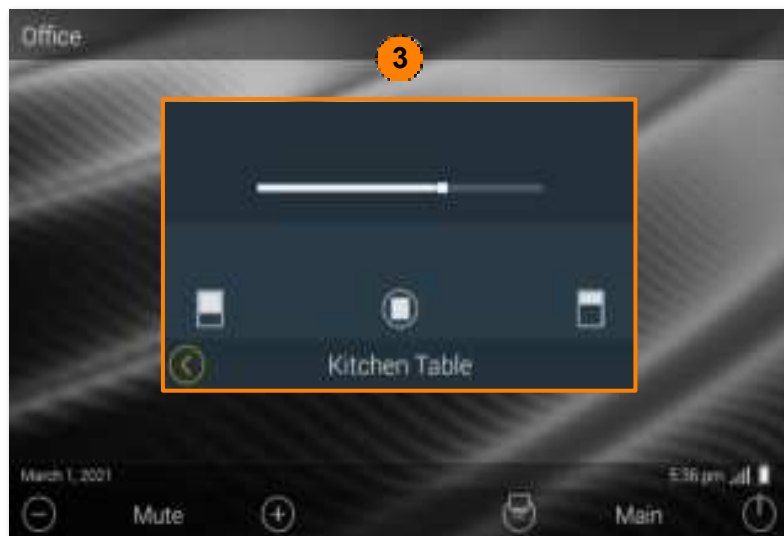 Office
3
Kitchen Table
March 1, 2021
5:36 pm
Mute
Main